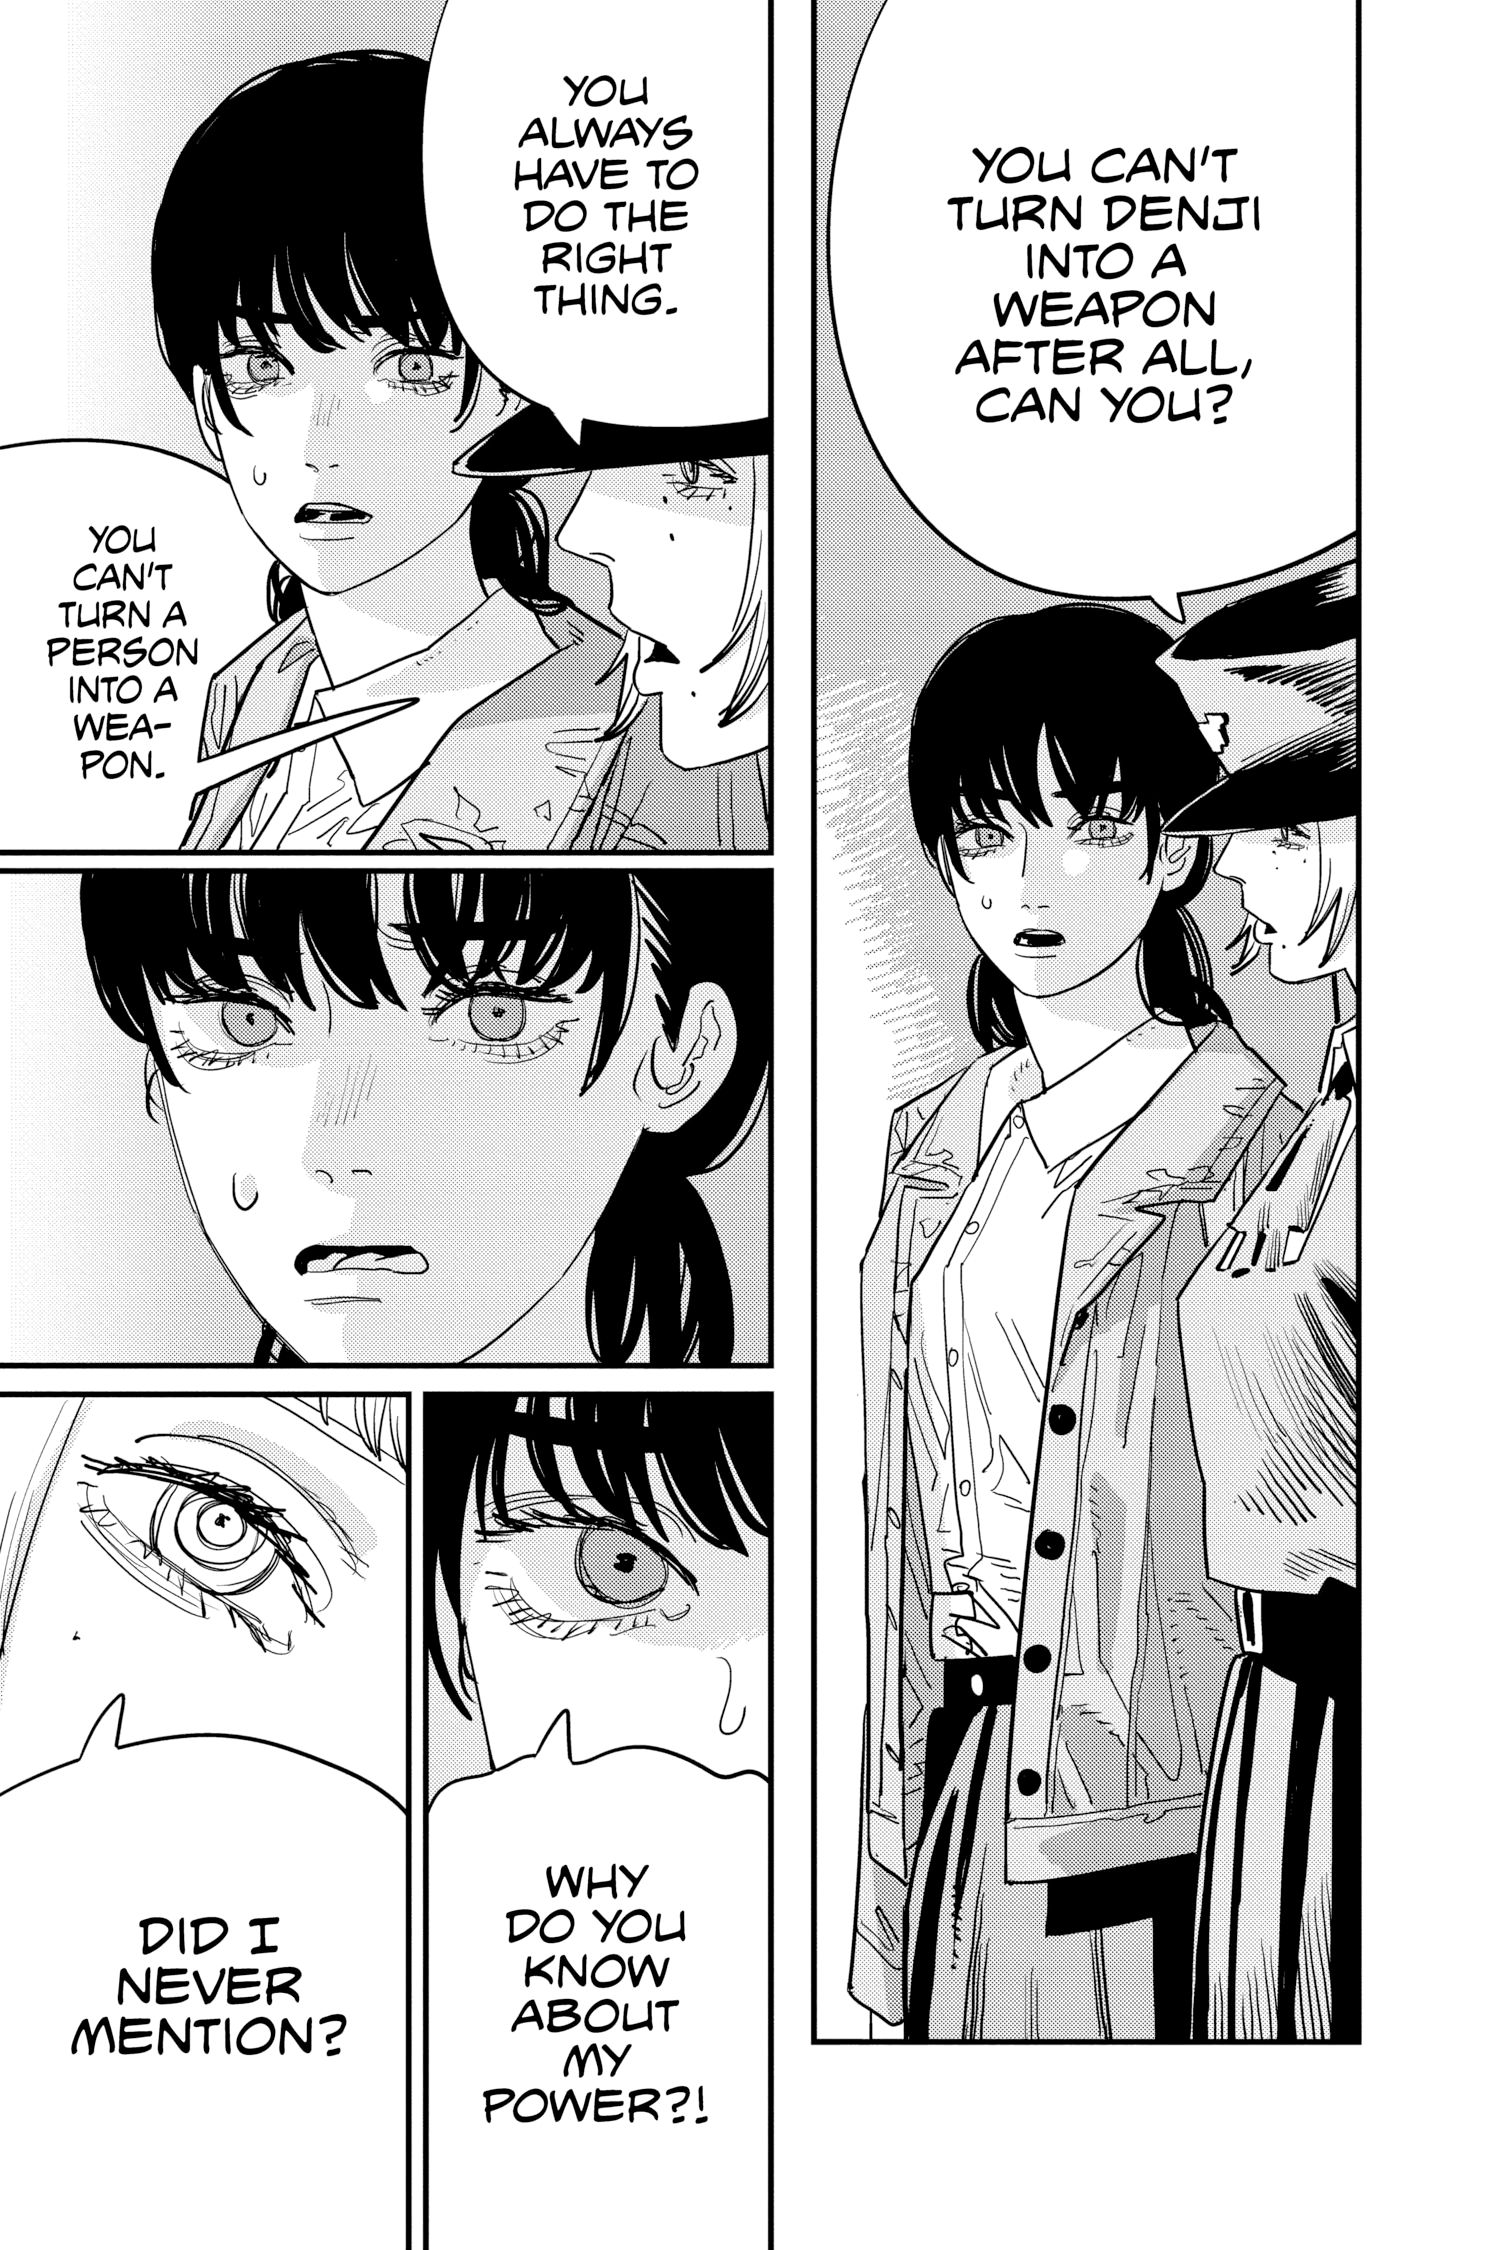 YOU CAN'T
TURN DENJI
INTO A
WEAPON
AFTER ALL,
CAN YOU?
YOU
ALWAYS
HAVE TO
DO THE
RIGHT
THING.
YOU
CAN'T
TURN A
PERSON
INTO A
WEA-
PON.
WHY
DO YOU
KNOW
ABOUT
MY
POWER?!
DID I
NEVER
MENTION?